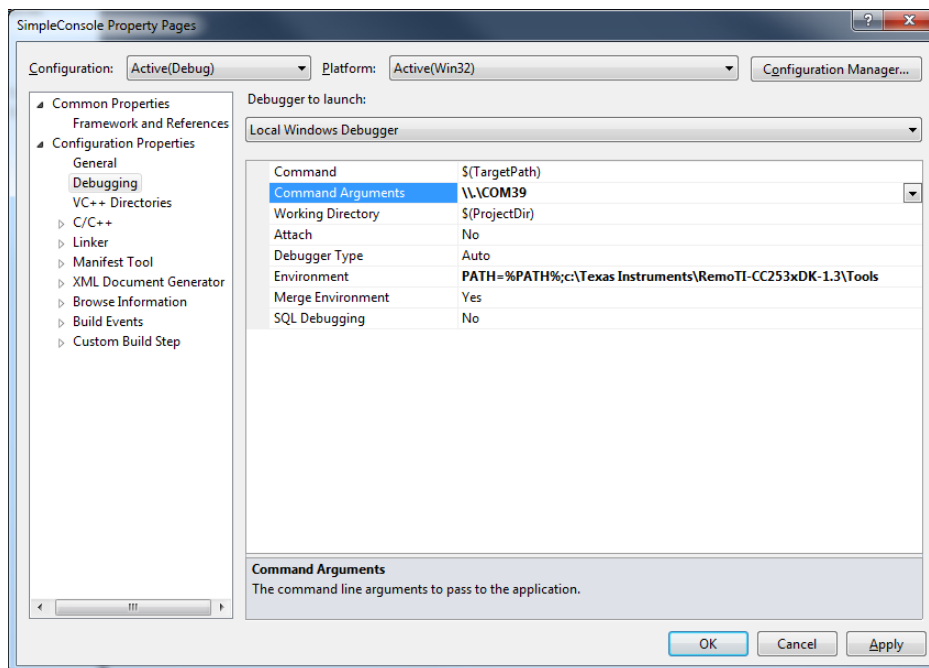 SimpleConsole Property Pages
Configuration: Active(Debug) Platform: Active(Win32) Configuration Manager...
Common Properties
Framework and References
Configuration Properties
General
Debugging
VC++ Directories
C/C++
Linker
Manifest Tool
XML Document Generator
Browse Information
Build Events
Custom Build Step
Debugger to launch:
Local Windows Debugger
Command $(TargetPath)
Command Arguments \\.\COM39
Working Directory $(ProjectDir)
Attach No
Debugger Type Auto
Environment PATH=%PATH%;c:\Texas Instruments\RemoTI-CC253xDK-1.3\Tools
Merge Environment Yes
SQL Debugging No
Command Arguments
The command line arguments to pass to the application.
OK Cancel Apply